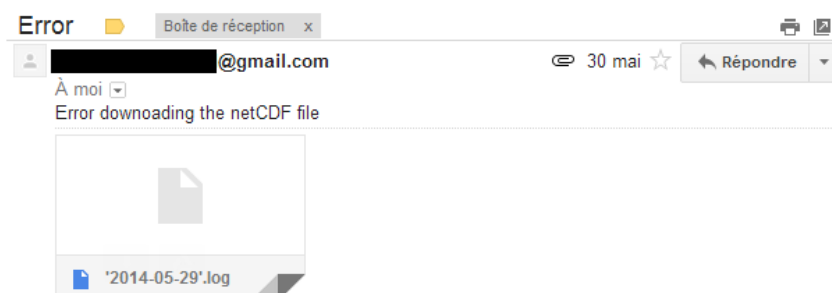 Error Boîte de réception x
@gmail.com 30 mai Répondre
À moi
Error downoading the netCDF file
'2014-05-29'.log